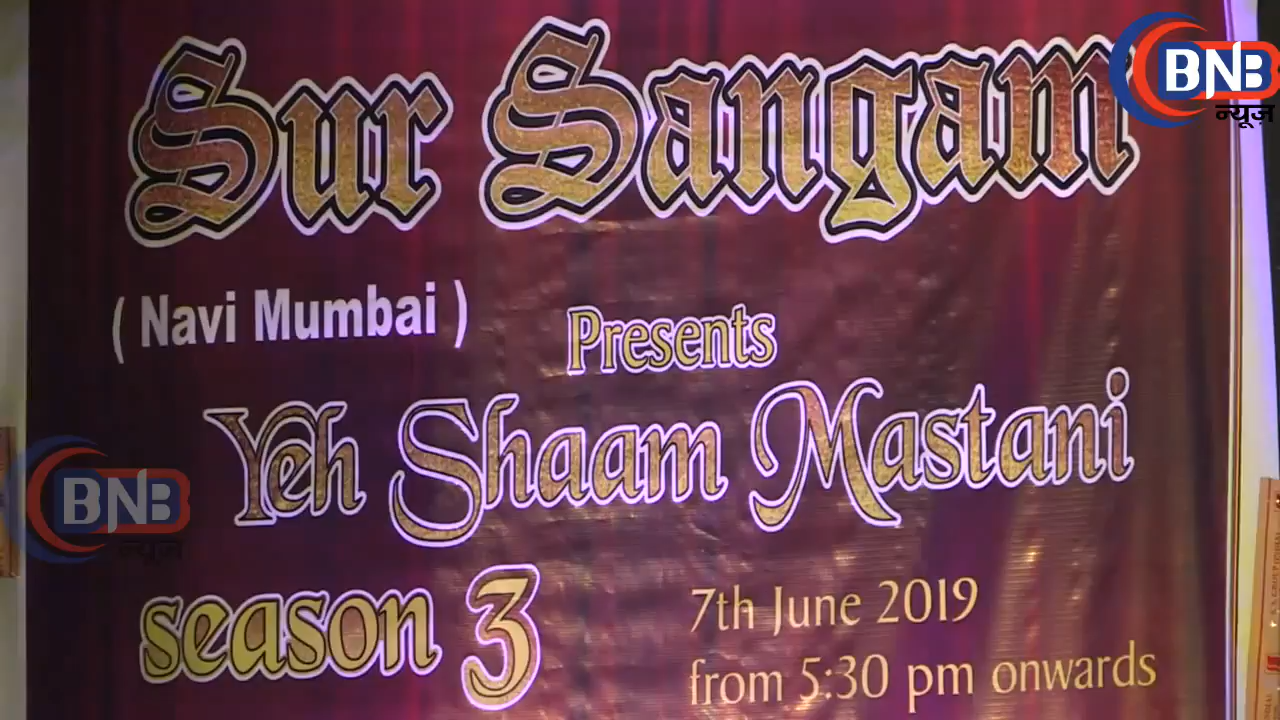 Sur Sangam
BNB
न्यूज़
( Navi Mumbai )
Presents
Yeh Shaam Mastani
BNB
न्यूज़
season 3
7th June 2019
from 5:30 pm onwards